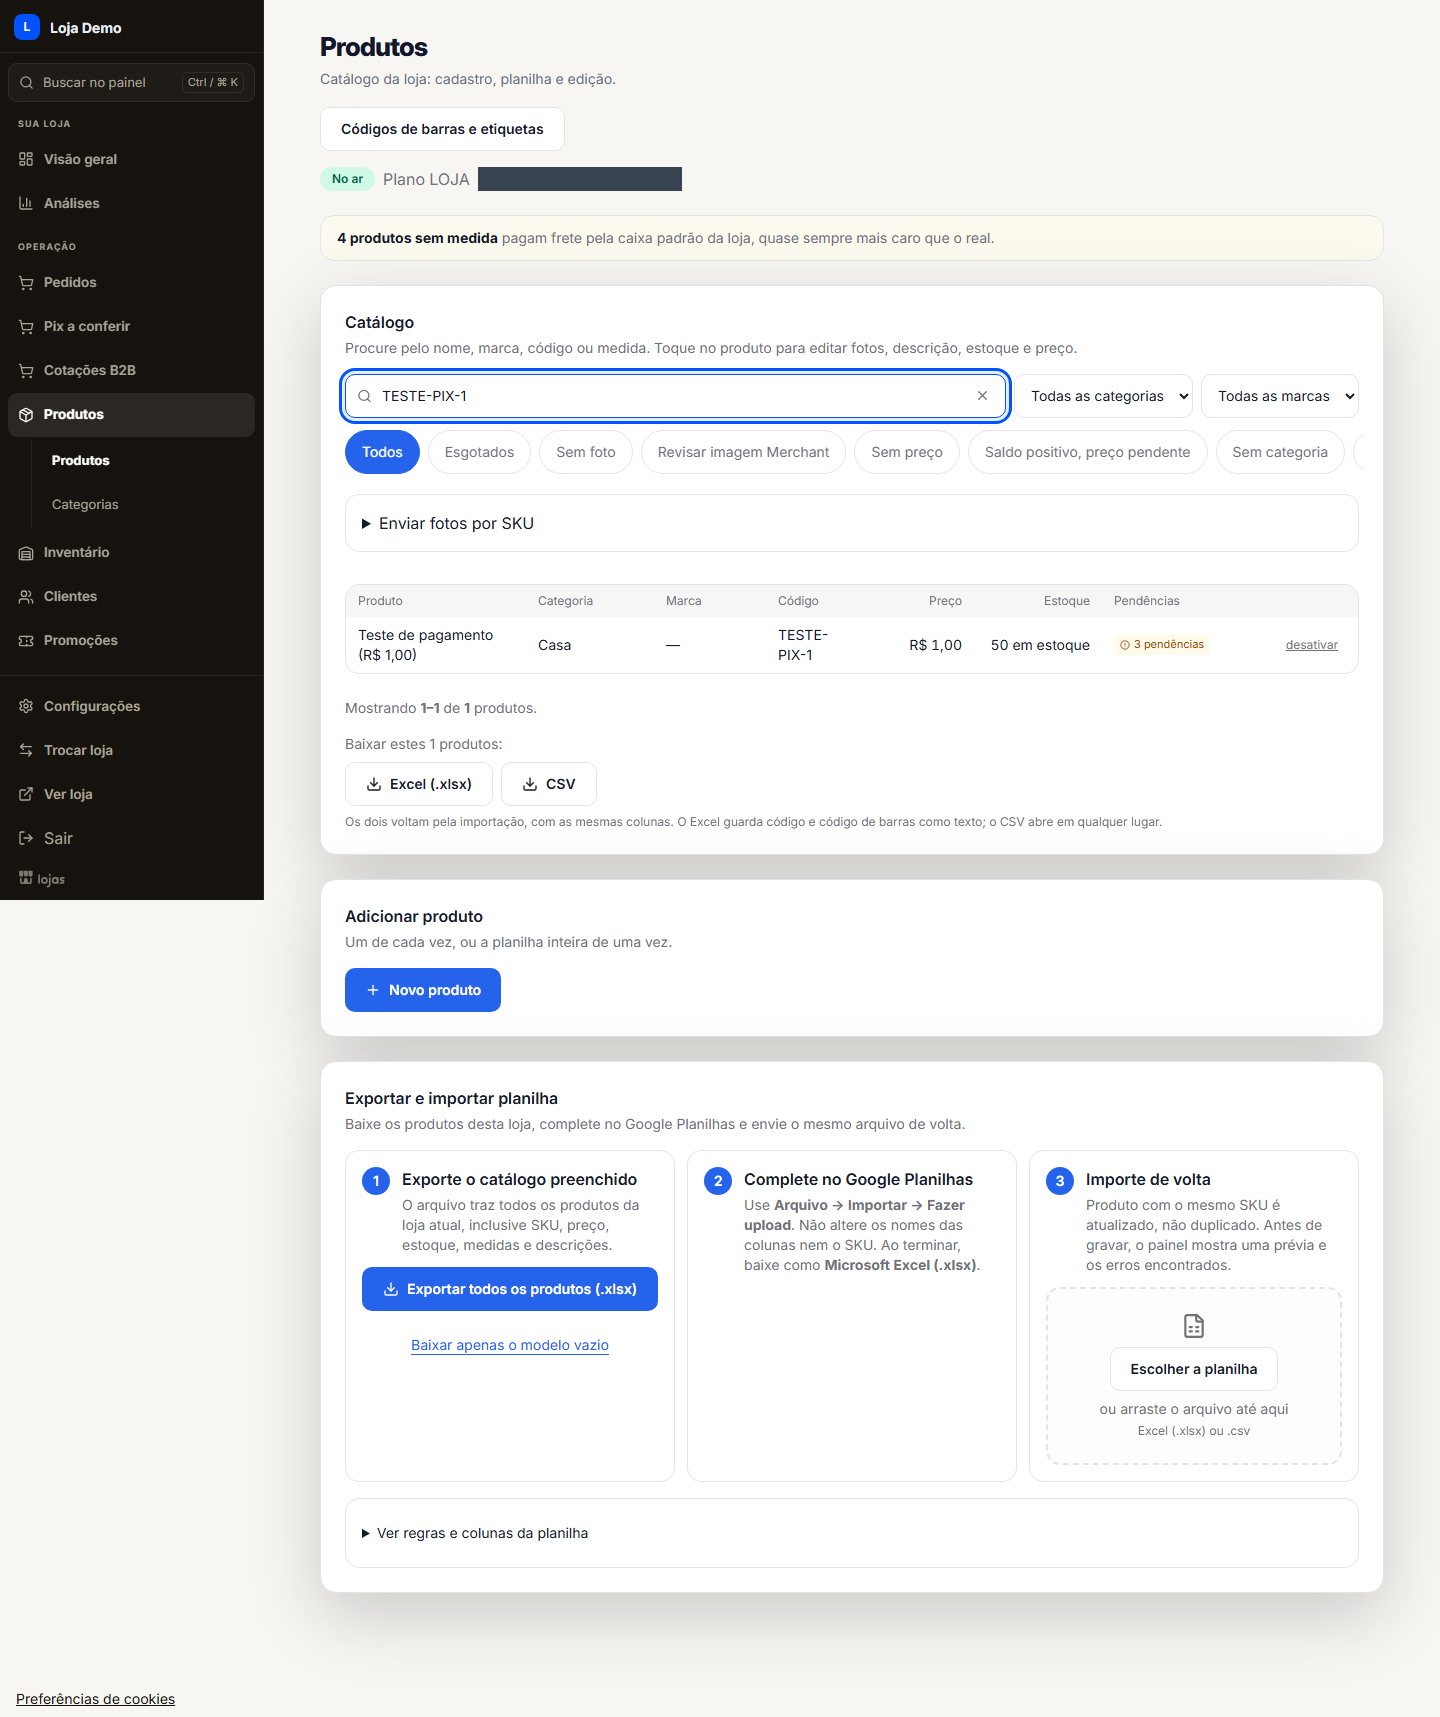 L Loja Demo
Buscar no painel Ctrl / ⌘ K
SUA LOJA
Visão geral
Análises
OPERAÇÃO
Pedidos
Pix a conferir
Cotações B2B
Produtos
Produtos
Categorias
Inventário
Clientes
Promoções
Configurações
Trocar loja
Ver loja
Sair
lojas
Produtos
Catálogo da loja: cadastro, planilha e edição.
Códigos de barras e etiquetas
No ar Plano LOJA
4 produtos sem medida pagam frete pela caixa padrão da loja, quase sempre mais caro que o real.
Catálogo
Procure pelo nome, marca, código ou medida. Toque no produto para editar fotos, descrição, estoque e preço.
TESTE-PIX-1 Todas as categorias Todas as marcas
Todos Esgotados Sem foto Revisar imagem Merchant Sem preço Saldo positivo, preço pendente Sem categoria
Enviar fotos por SKU
Produto Categoria Marca Código Preço Estoque Pendências
Teste de pagamento
(R$ 1,00) Casa — TESTE-
PIX-1 R$ 1,00 50 em estoque 3 pendências desativar
Mostrando 1–1 de 1 produtos.
Baixar estes 1 produtos:
Excel (.xlsx) CSV
Os dois voltam pela importação, com as mesmas colunas. O Excel guarda código e código de barras como texto; o CSV abre em qualquer lugar.
Adicionar produto
Um de cada vez, ou a planilha inteira de uma vez.
Novo produto
Exportar e importar planilha
Baixe os produtos desta loja, complete no Google Planilhas e envie o mesmo arquivo de volta.
1 Exporte o catálogo preenchido
O arquivo traz todos os produtos da
loja atual, inclusive SKU, preço,
estoque, medidas e descrições.
Exportar todos os produtos (.xlsx)
Baixar apenas o modelo vazio
2 Complete no Google Planilhas
Use Arquivo → Importar → Fazer
upload. Não altere os nomes das
colunas nem o SKU. Ao terminar,
baixe como Microsoft Excel (.xlsx).
3 Importe de volta
Produto com o mesmo SKU é
atualizado, não duplicado. Antes de
gravar, o painel mostra uma prévia e
os erros encontrados.
Escolher a planilha
ou arraste o arquivo até aqui
Excel (.xlsx) ou .csv
Ver regras e colunas da planilha
Preferências de cookies